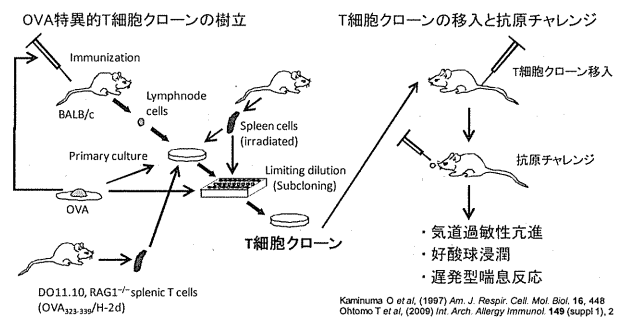 OVA特異的T細胞クローンの樹立
Immunization
BALB/c
Lymphnode
cells
Spleen cells
(irradiated)
Primary culture
Limiting dilution
(Subcloning)
OVA
T細胞クローン
DO11.10, RAG1⁻/⁻ splenic T cells
(OVA₃₂₃₋₃₃₉/H-2d)
T細胞クローンの移入と抗原チャレンジ
T細胞クローン移入
抗原チャレンジ
・気道過敏性亢進
・好酸球浸潤
・遅発型喘息反応
Kaminuma O et al, (1997) Am. J. Respir. Cell. Mol. Biol. 16, 448
Ohtomo T et al, (2009) Int. Arch. Allergy Immunol. 149 (suppl 1), 2